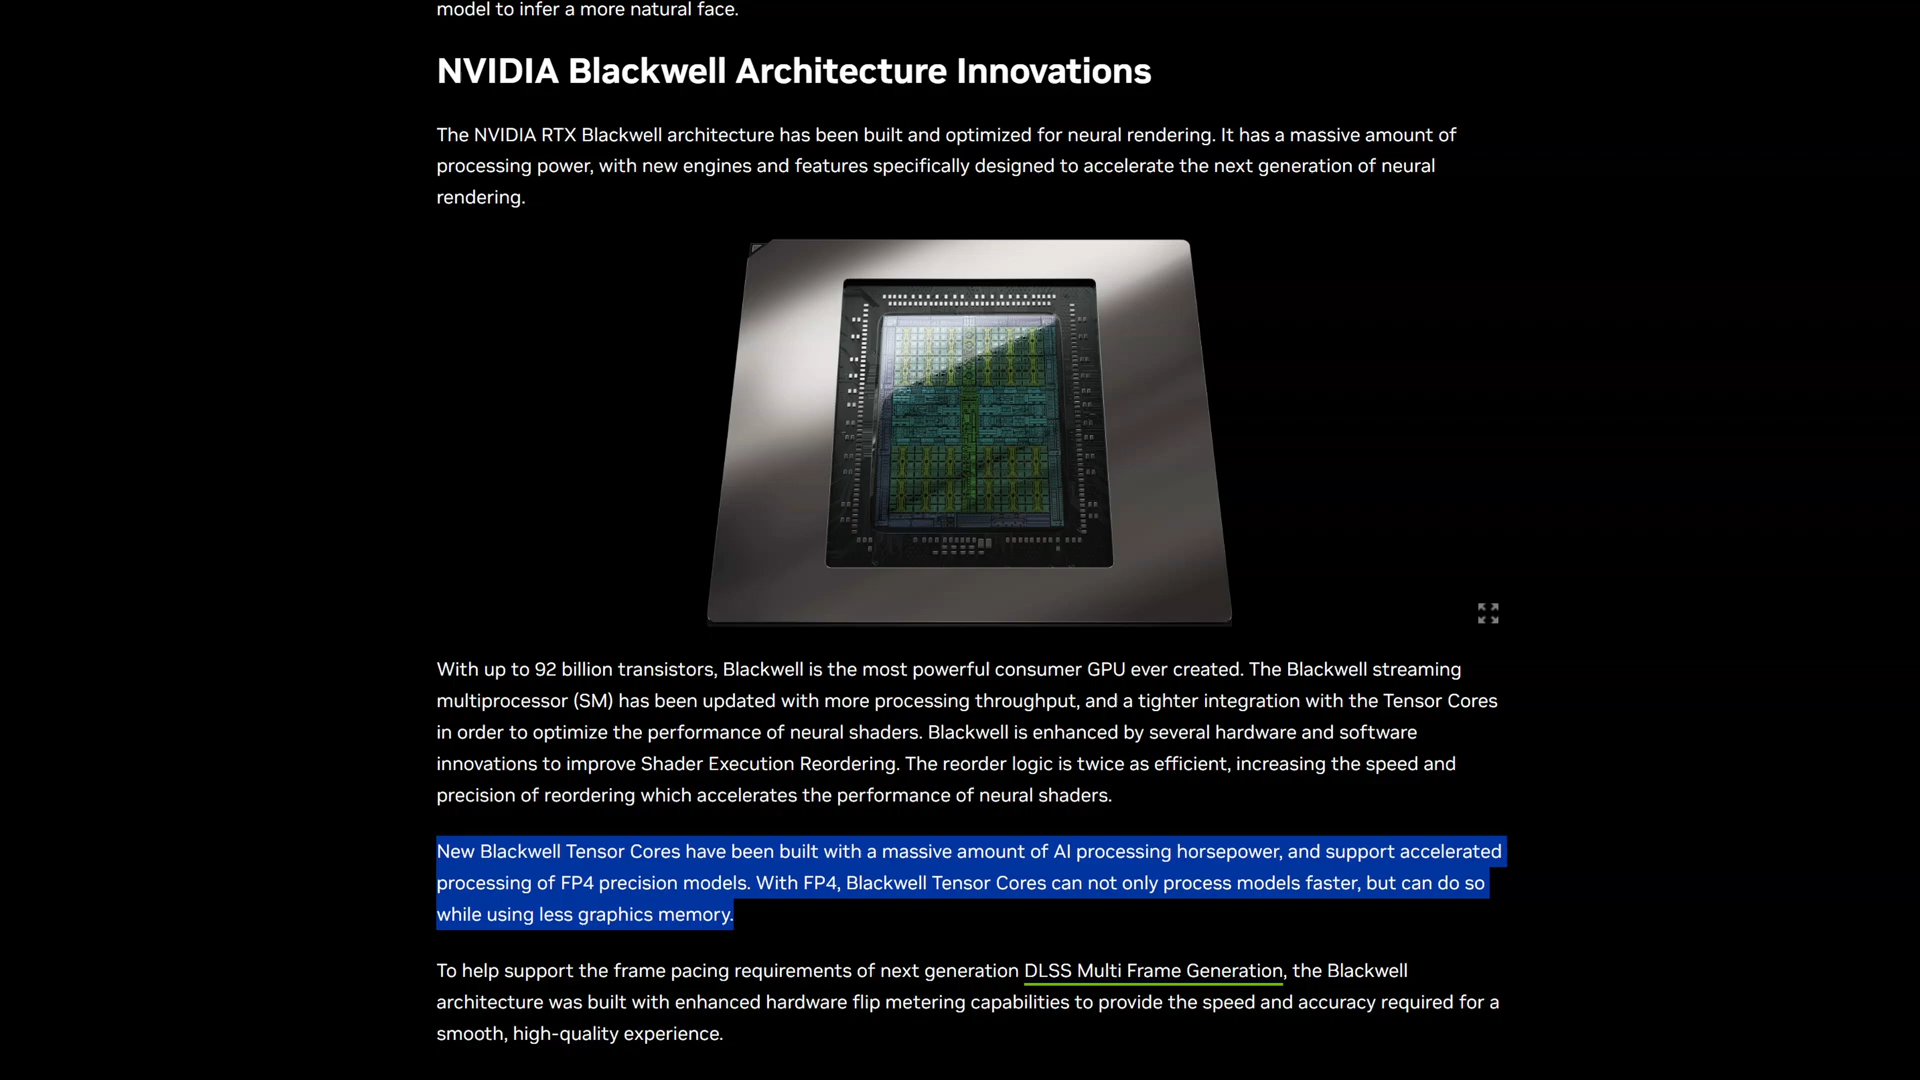 model to infer a more natural face.
NVIDIA Blackwell Architecture Innovations
The NVIDIA RTX Blackwell architecture has been built and optimized for neural rendering. It has a massive amount of
processing power, with new engines and features specifically designed to accelerate the next generation of neural
rendering.
With up to 92 billion transistors, Blackwell is the most powerful consumer GPU ever created. The Blackwell streaming
multiprocessor (SM) has been updated with more processing throughput, and a tighter integration with the Tensor Cores
in order to optimize the performance of neural shaders. Blackwell is enhanced by several hardware and software
innovations to improve Shader Execution Reordering. The reorder logic is twice as efficient, increasing the speed and
precision of reordering which accelerates the performance of neural shaders.
New Blackwell Tensor Cores have been built with a massive amount of AI processing horsepower, and support accelerated
processing of FP4 precision models. With FP4, Blackwell Tensor Cores can not only process models faster, but can do so
while using less graphics memory.
To help support the frame pacing requirements of next generation DLSS Multi Frame Generation, the Blackwell
architecture was built with enhanced hardware flip metering capabilities to provide the speed and accuracy required for a
smooth, high-quality experience.